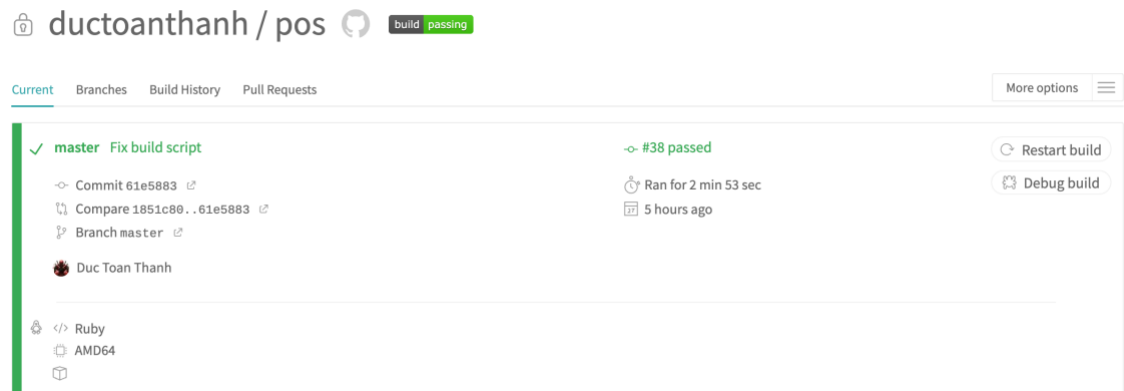 ductoanthanh / pos build passing
Current Branches Build History Pull Requests More options
master Fix build script
Commit 61e5883
Compare 1851c80..61e5883
Branch master
Duc Toan Thanh
#38 passed
Ran for 2 min 53 sec
5 hours ago
Restart build
Debug build
Ruby
AMD64